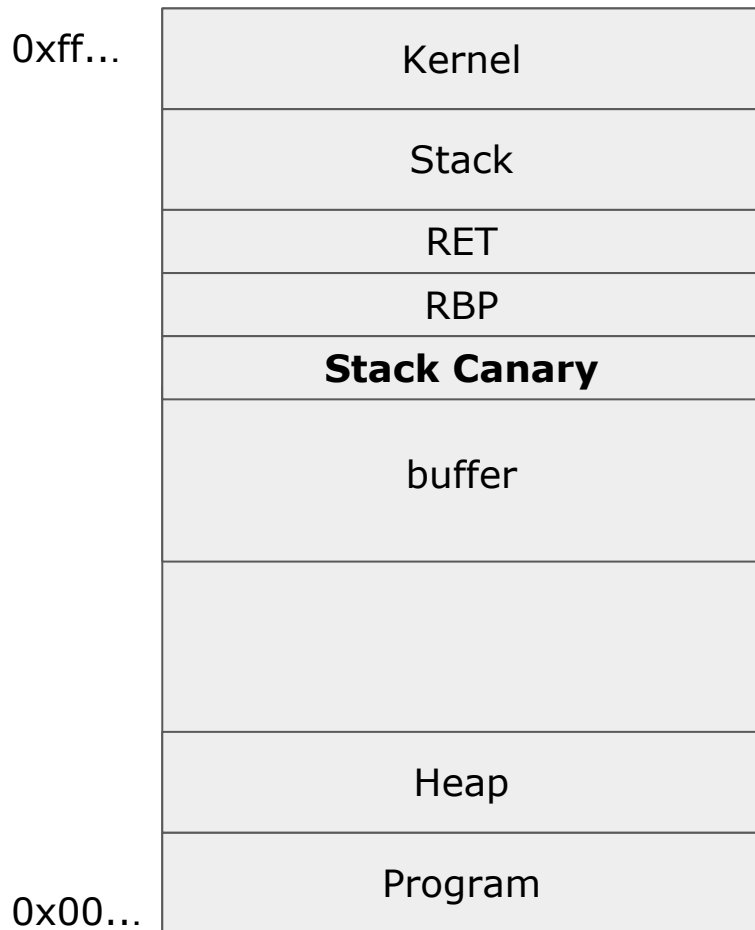 0xff...
Kernel
Stack
RET
RBP
Stack Canary
buffer
Heap
Program
0x00...